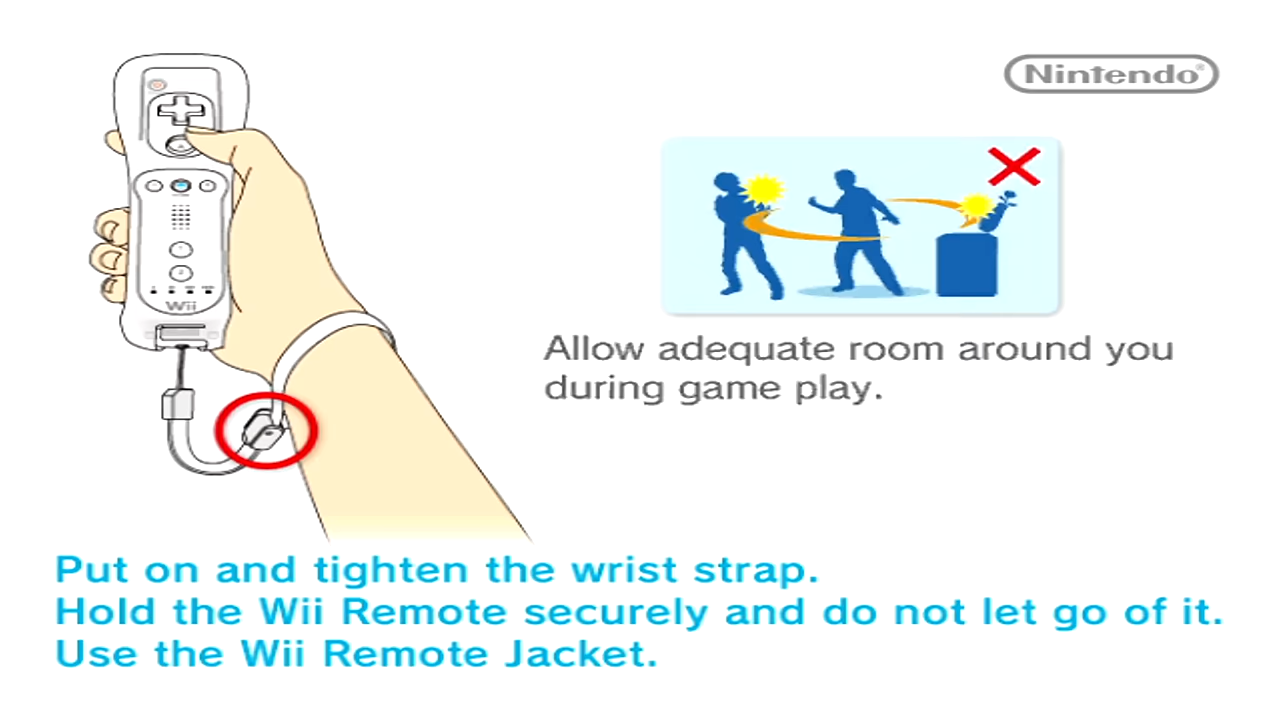 Nintendo®
Wii
Allow adequate room around you
during game play.
Put on and tighten the wrist strap.
Hold the Wii Remote securely and do not let go of it.
Use the Wii Remote Jacket.